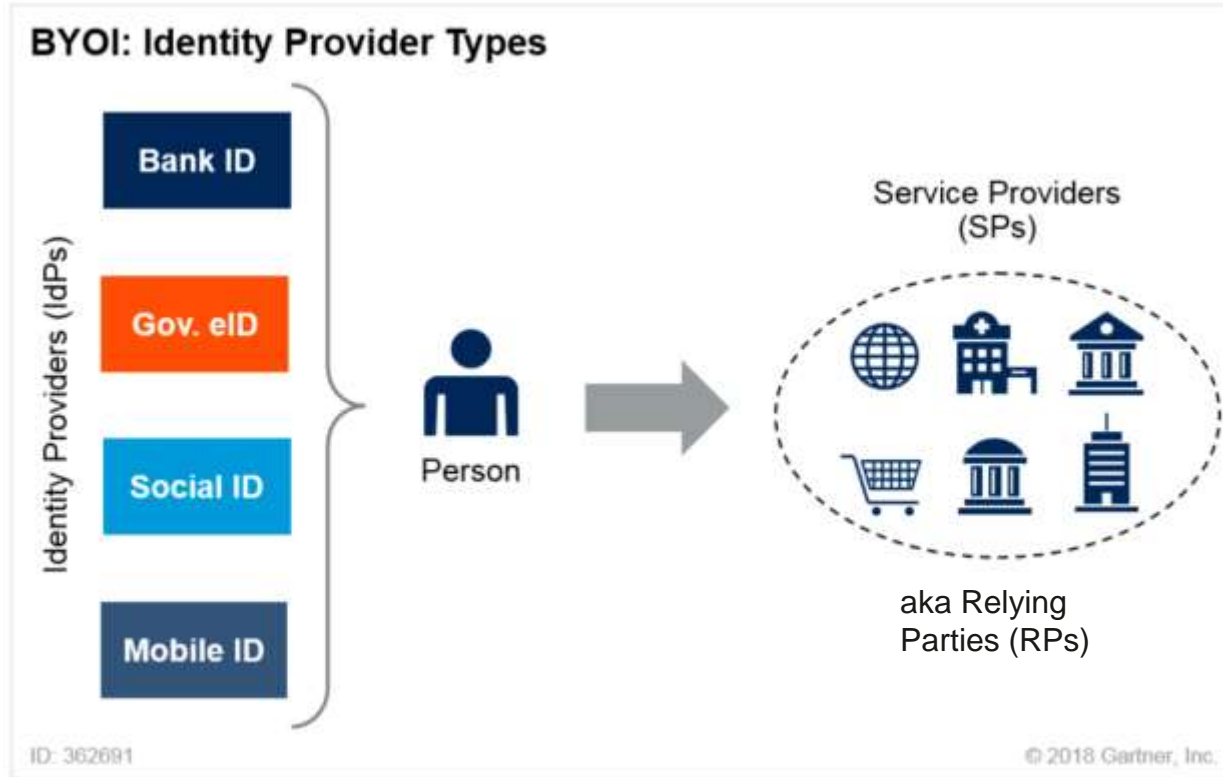 BYOI: Identity Provider Types
Identity Providers (IdPs)
Bank ID
Gov. eID
Social ID
Mobile ID
Person
Service Providers
(SPs)
aka Relying
Parties (RPs)
ID: 362691
© 2018 Gartner, Inc.